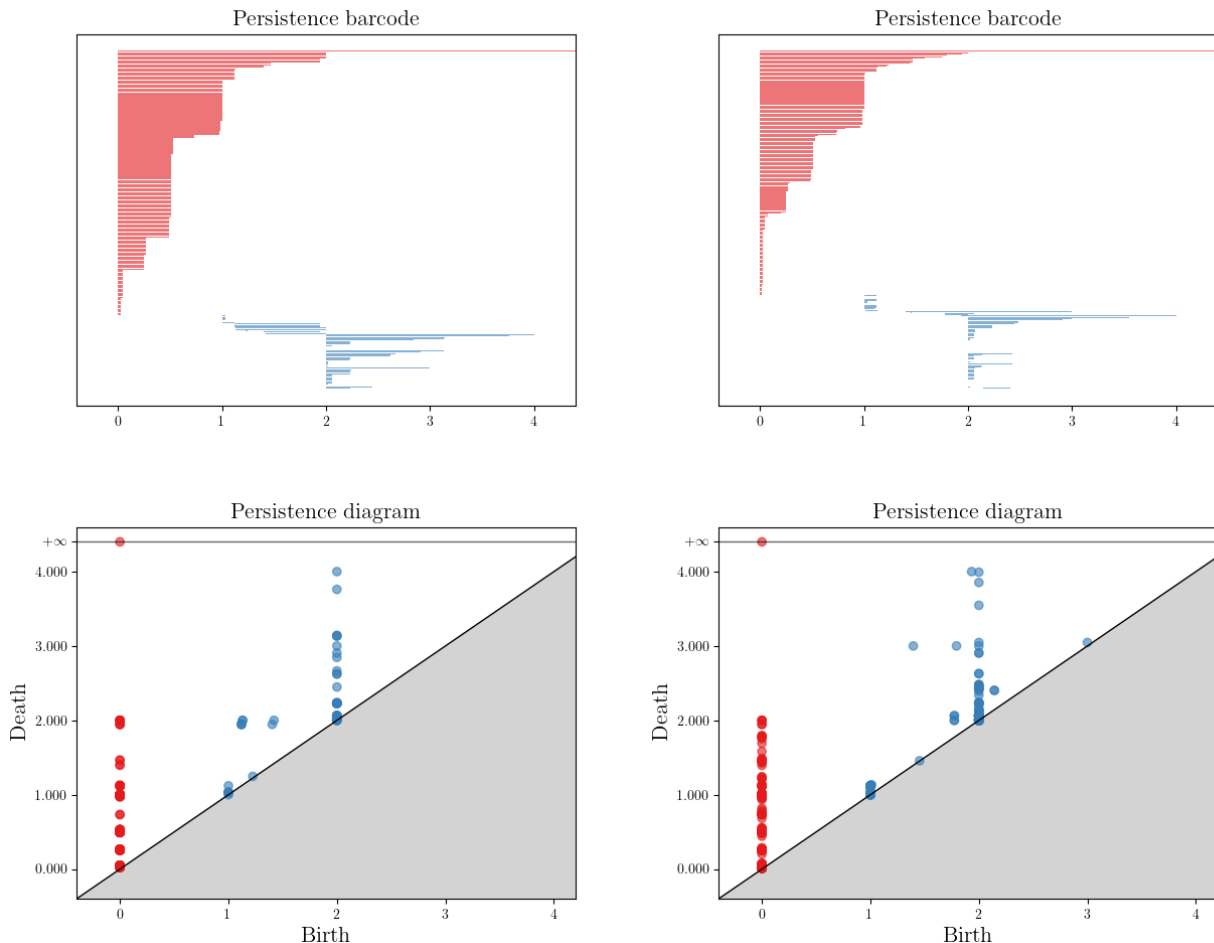 Persistence barcode
0 1 2 3 4
Persistence barcode
0 1 2 3 4
Persistence diagram
+∞
4.000
3.000
2.000
1.000
0.000
Death
0 1 2 3 4
Birth
Persistence diagram
+∞
4.000
3.000
2.000
1.000
0.000
Death
0 1 2 3 4
Birth